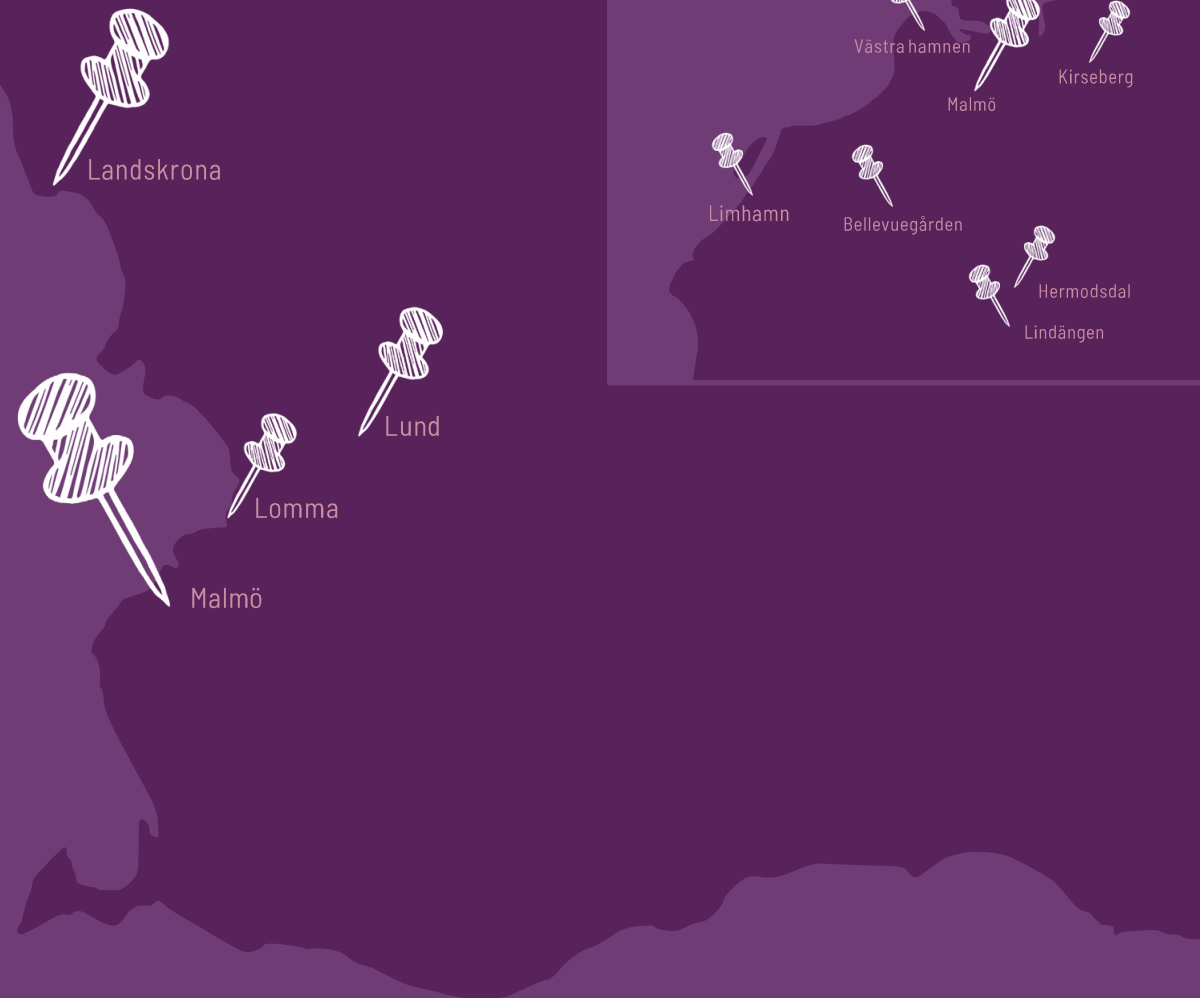 Landskrona
Lund
Lomma
Malmö
Västra hamnen
Kirseberg
Malmö
Limhamn
Bellevuegården
Hermodsdal
Lindängen